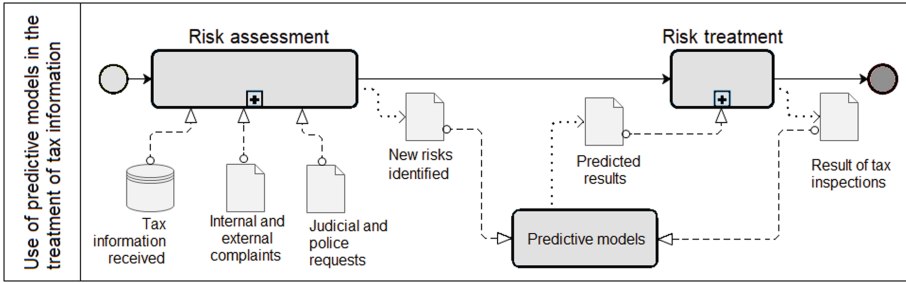 Use of predictive models in the
treatment of tax information
Risk assessment
Risk treatment
New risks
identified
Predicted
results
Result of tax
inspections
Tax
information
received
Internal and
external
complaints
Judicial and
police
requests
Predictive models